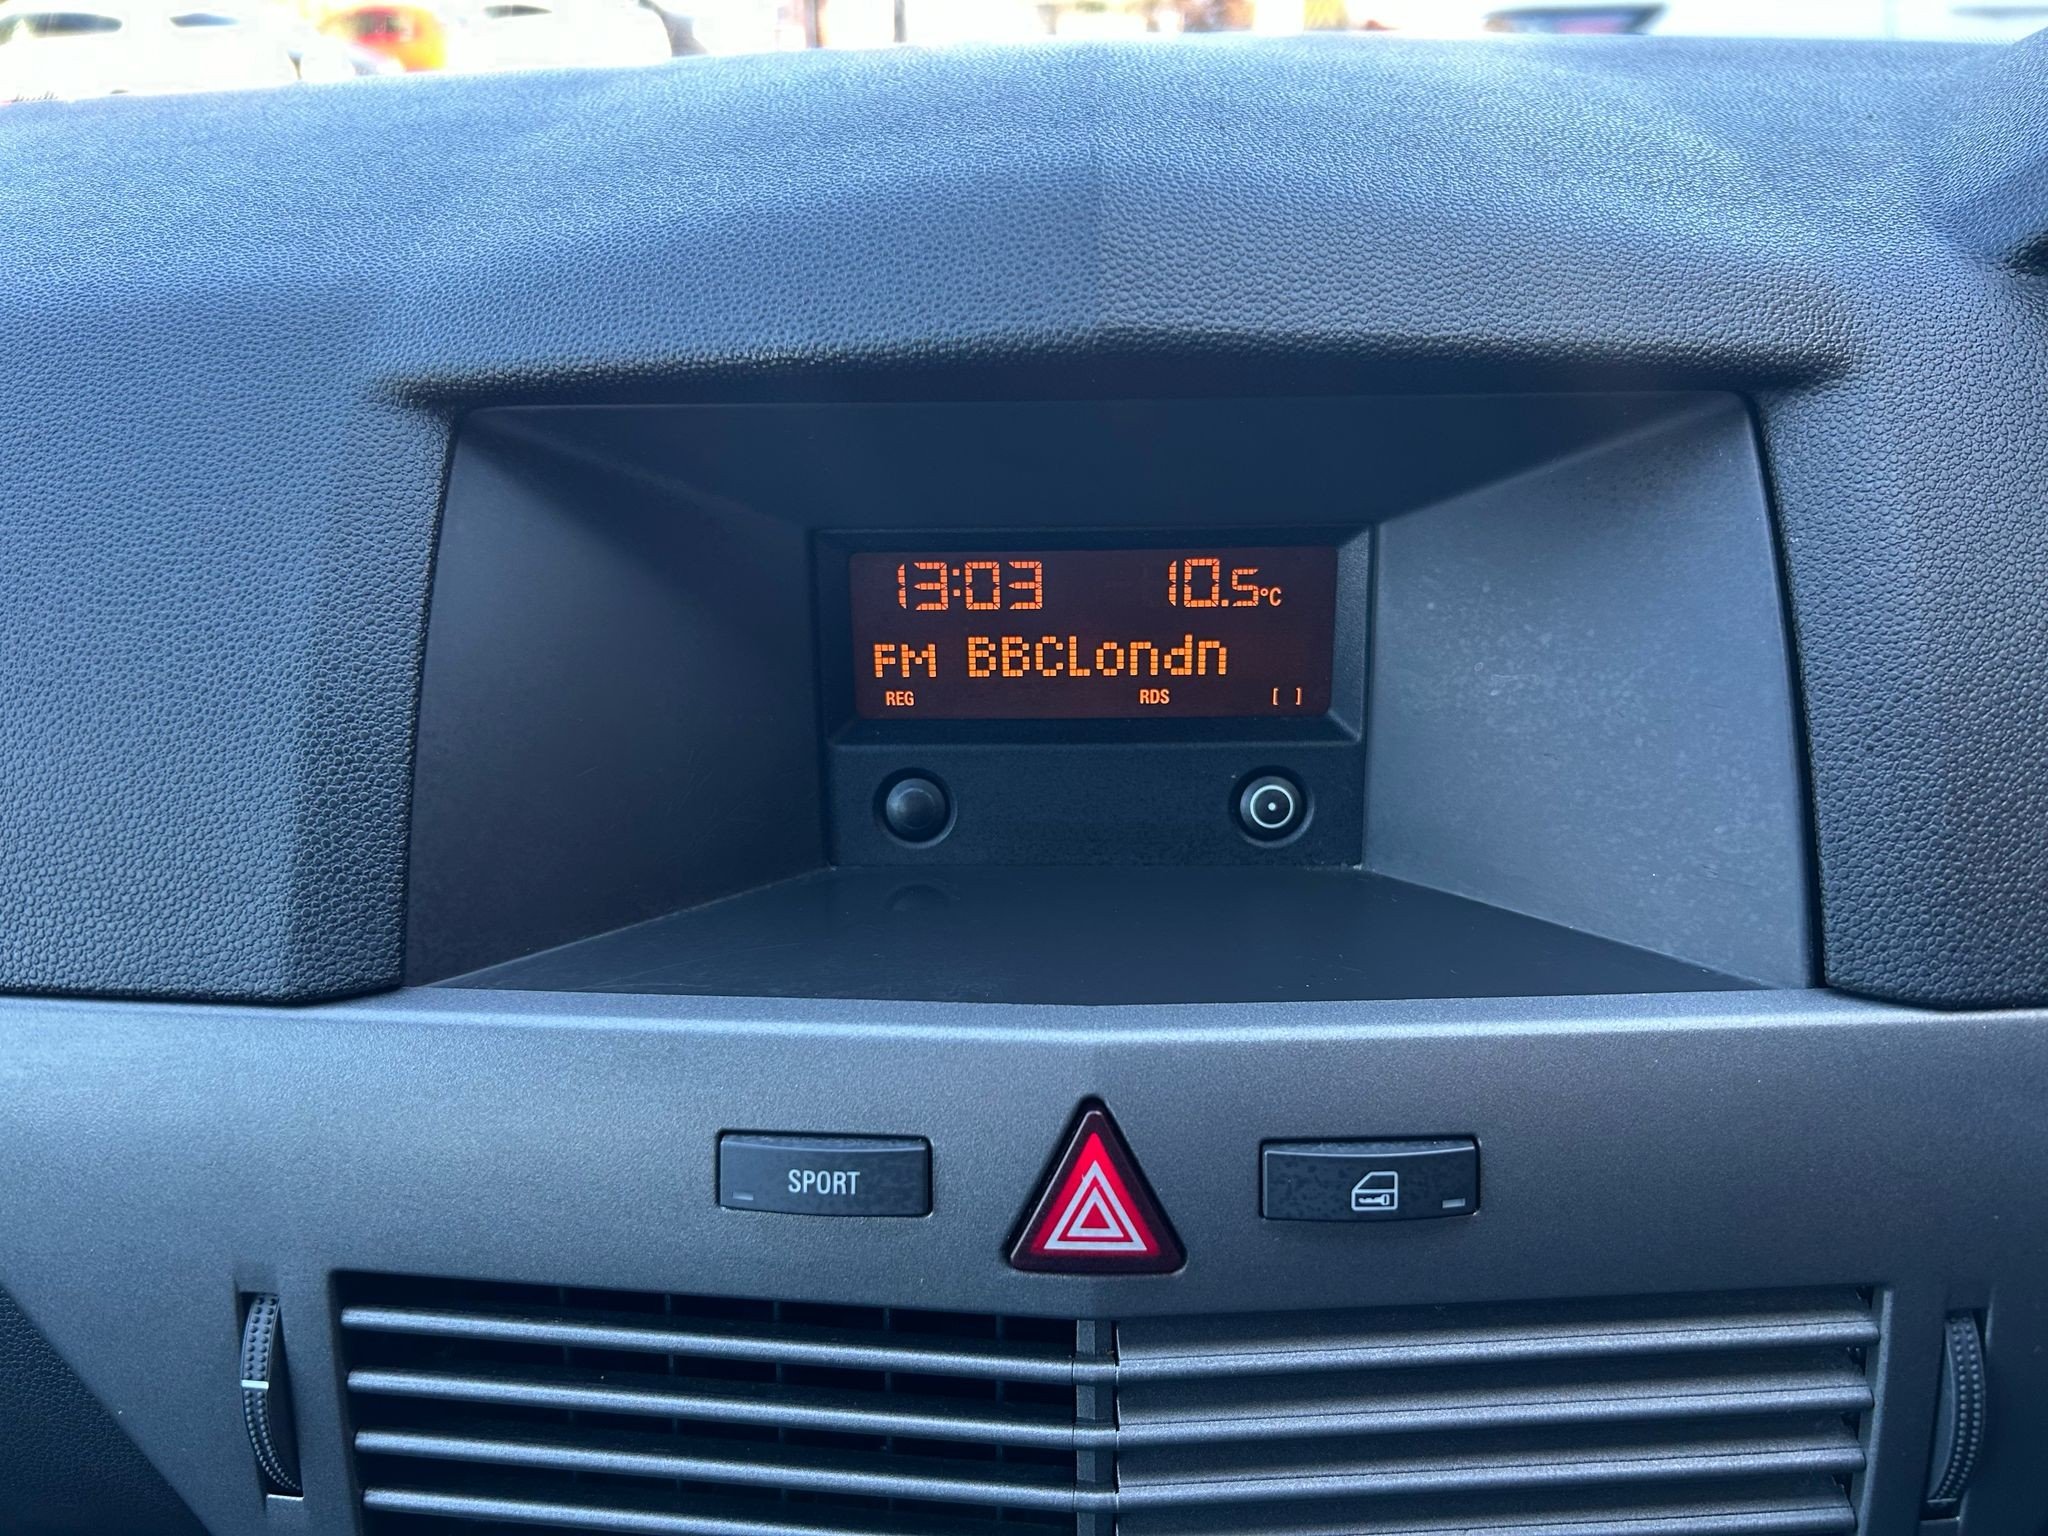 13:03 10.5°C
FM BBCLondn
REG RDS [ ]
SPORT